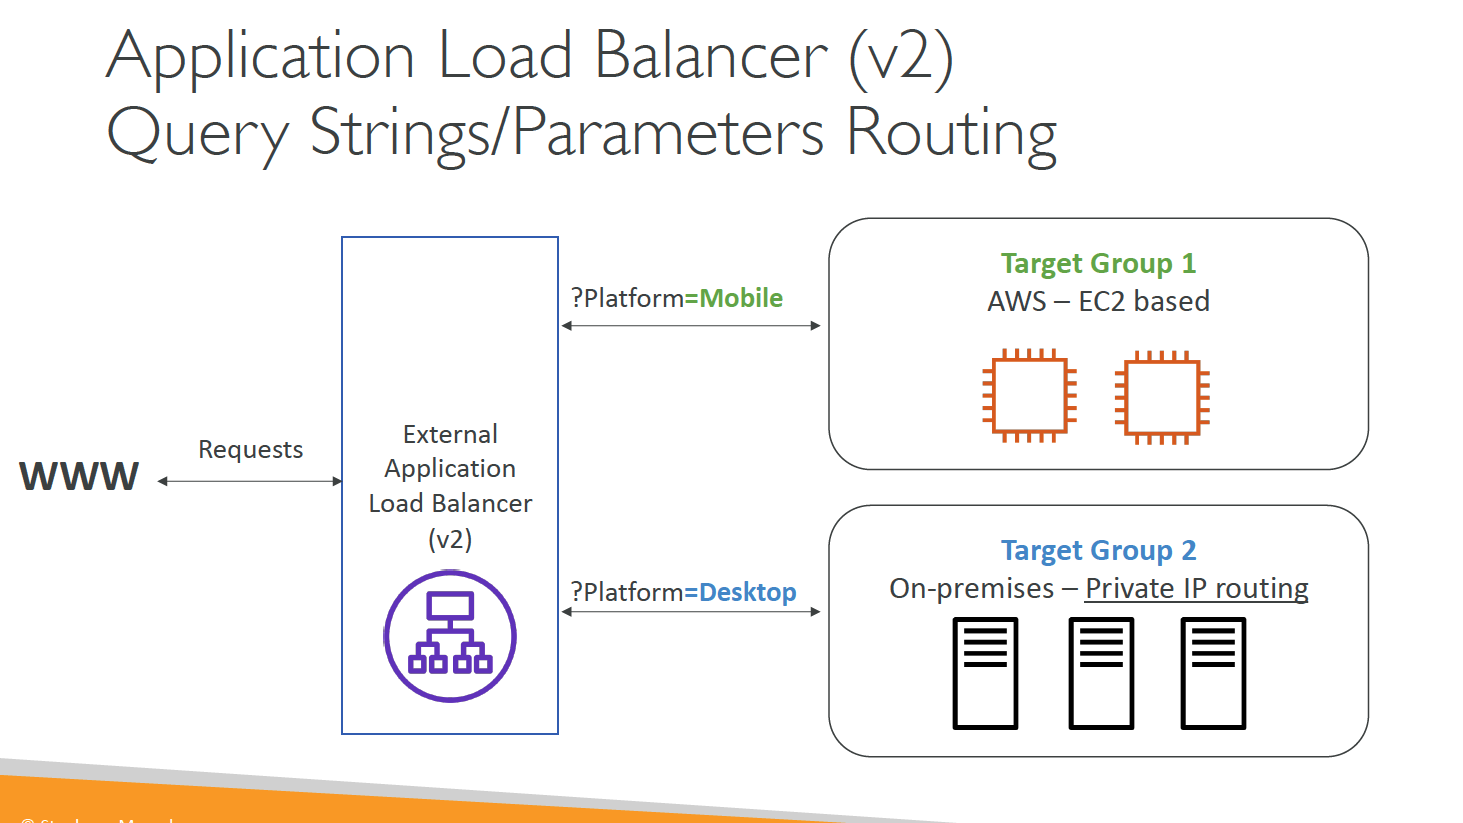 Application Load Balancer (v2)
Query Strings/Parameters Routing
WWW
Requests
External
Application
Load Balancer
(v2)
?Platform=Mobile
?Platform=Desktop
Target Group 1
AWS – EC2 based
Target Group 2
On-premises – Private IP routing